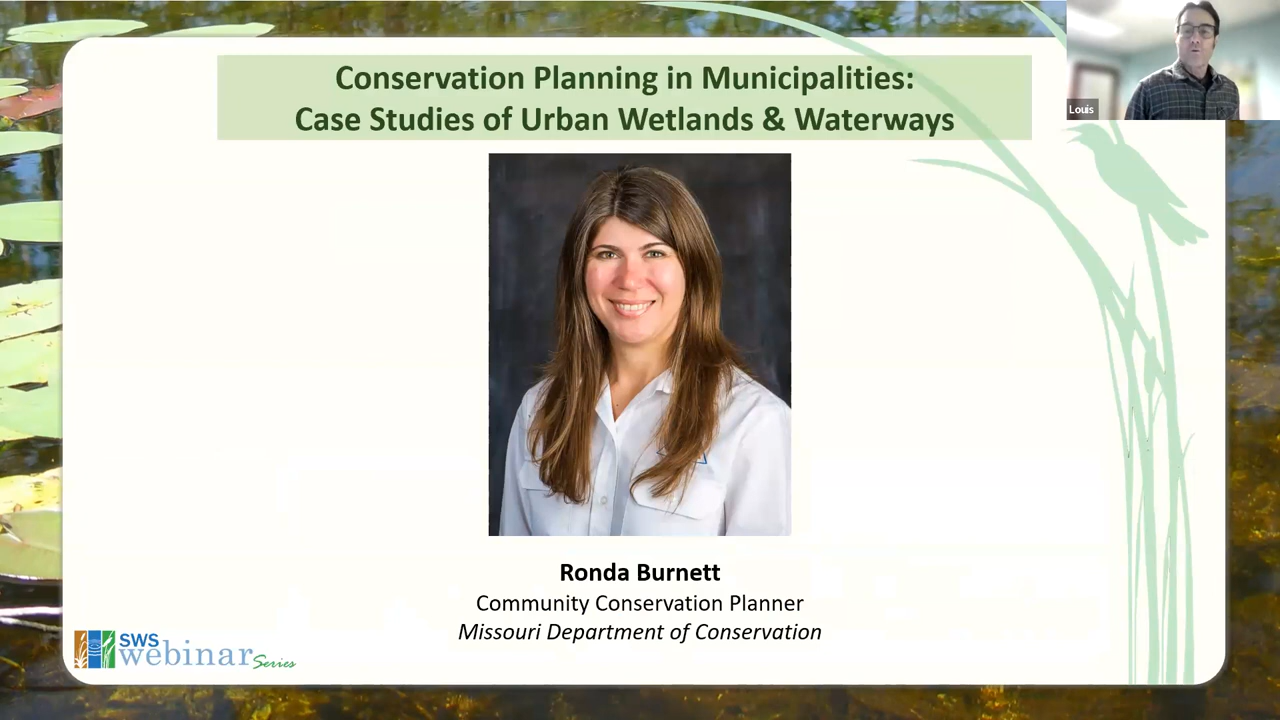 Conservation Planning in Municipalities:
Case Studies of Urban Wetlands & Waterways
Louis
Ronda Burnett
Community Conservation Planner
Missouri Department of Conservation
SWS
webinar Series